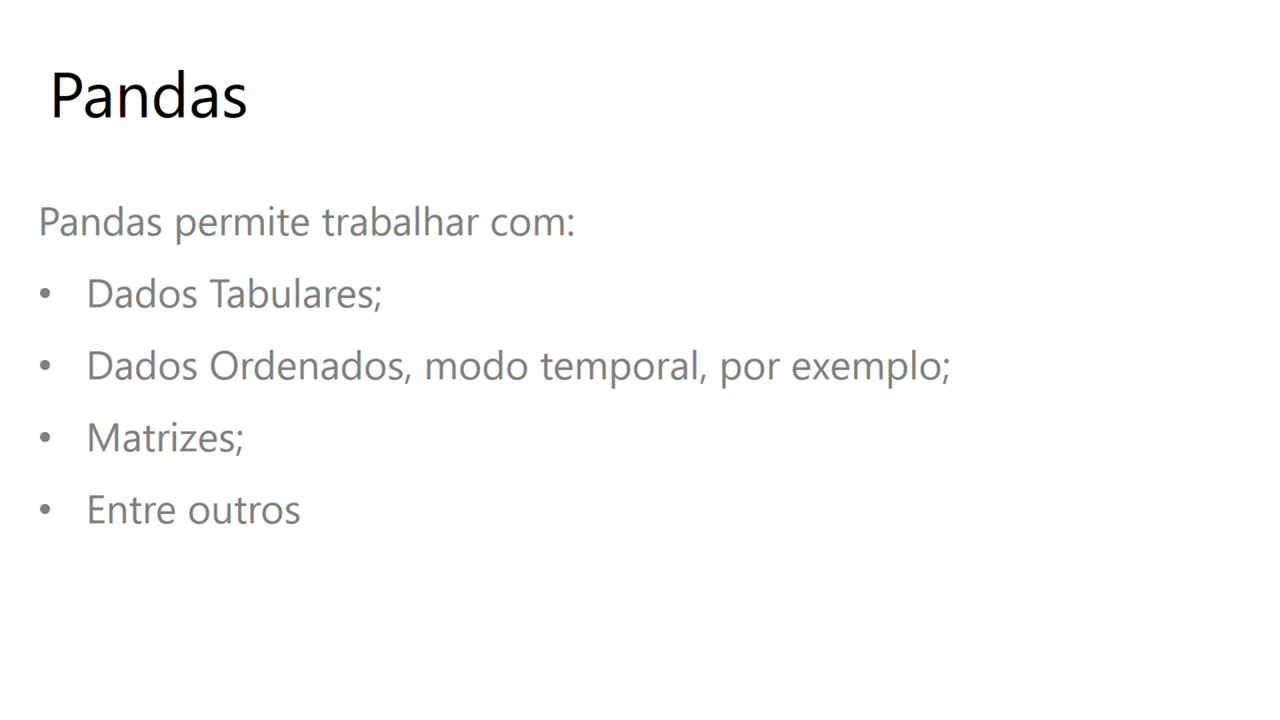 Pandas
Pandas permite trabalhar com:
• Dados Tabulares;
• Dados Ordenados, modo temporal, por exemplo;
• Matrizes;
• Entre outros